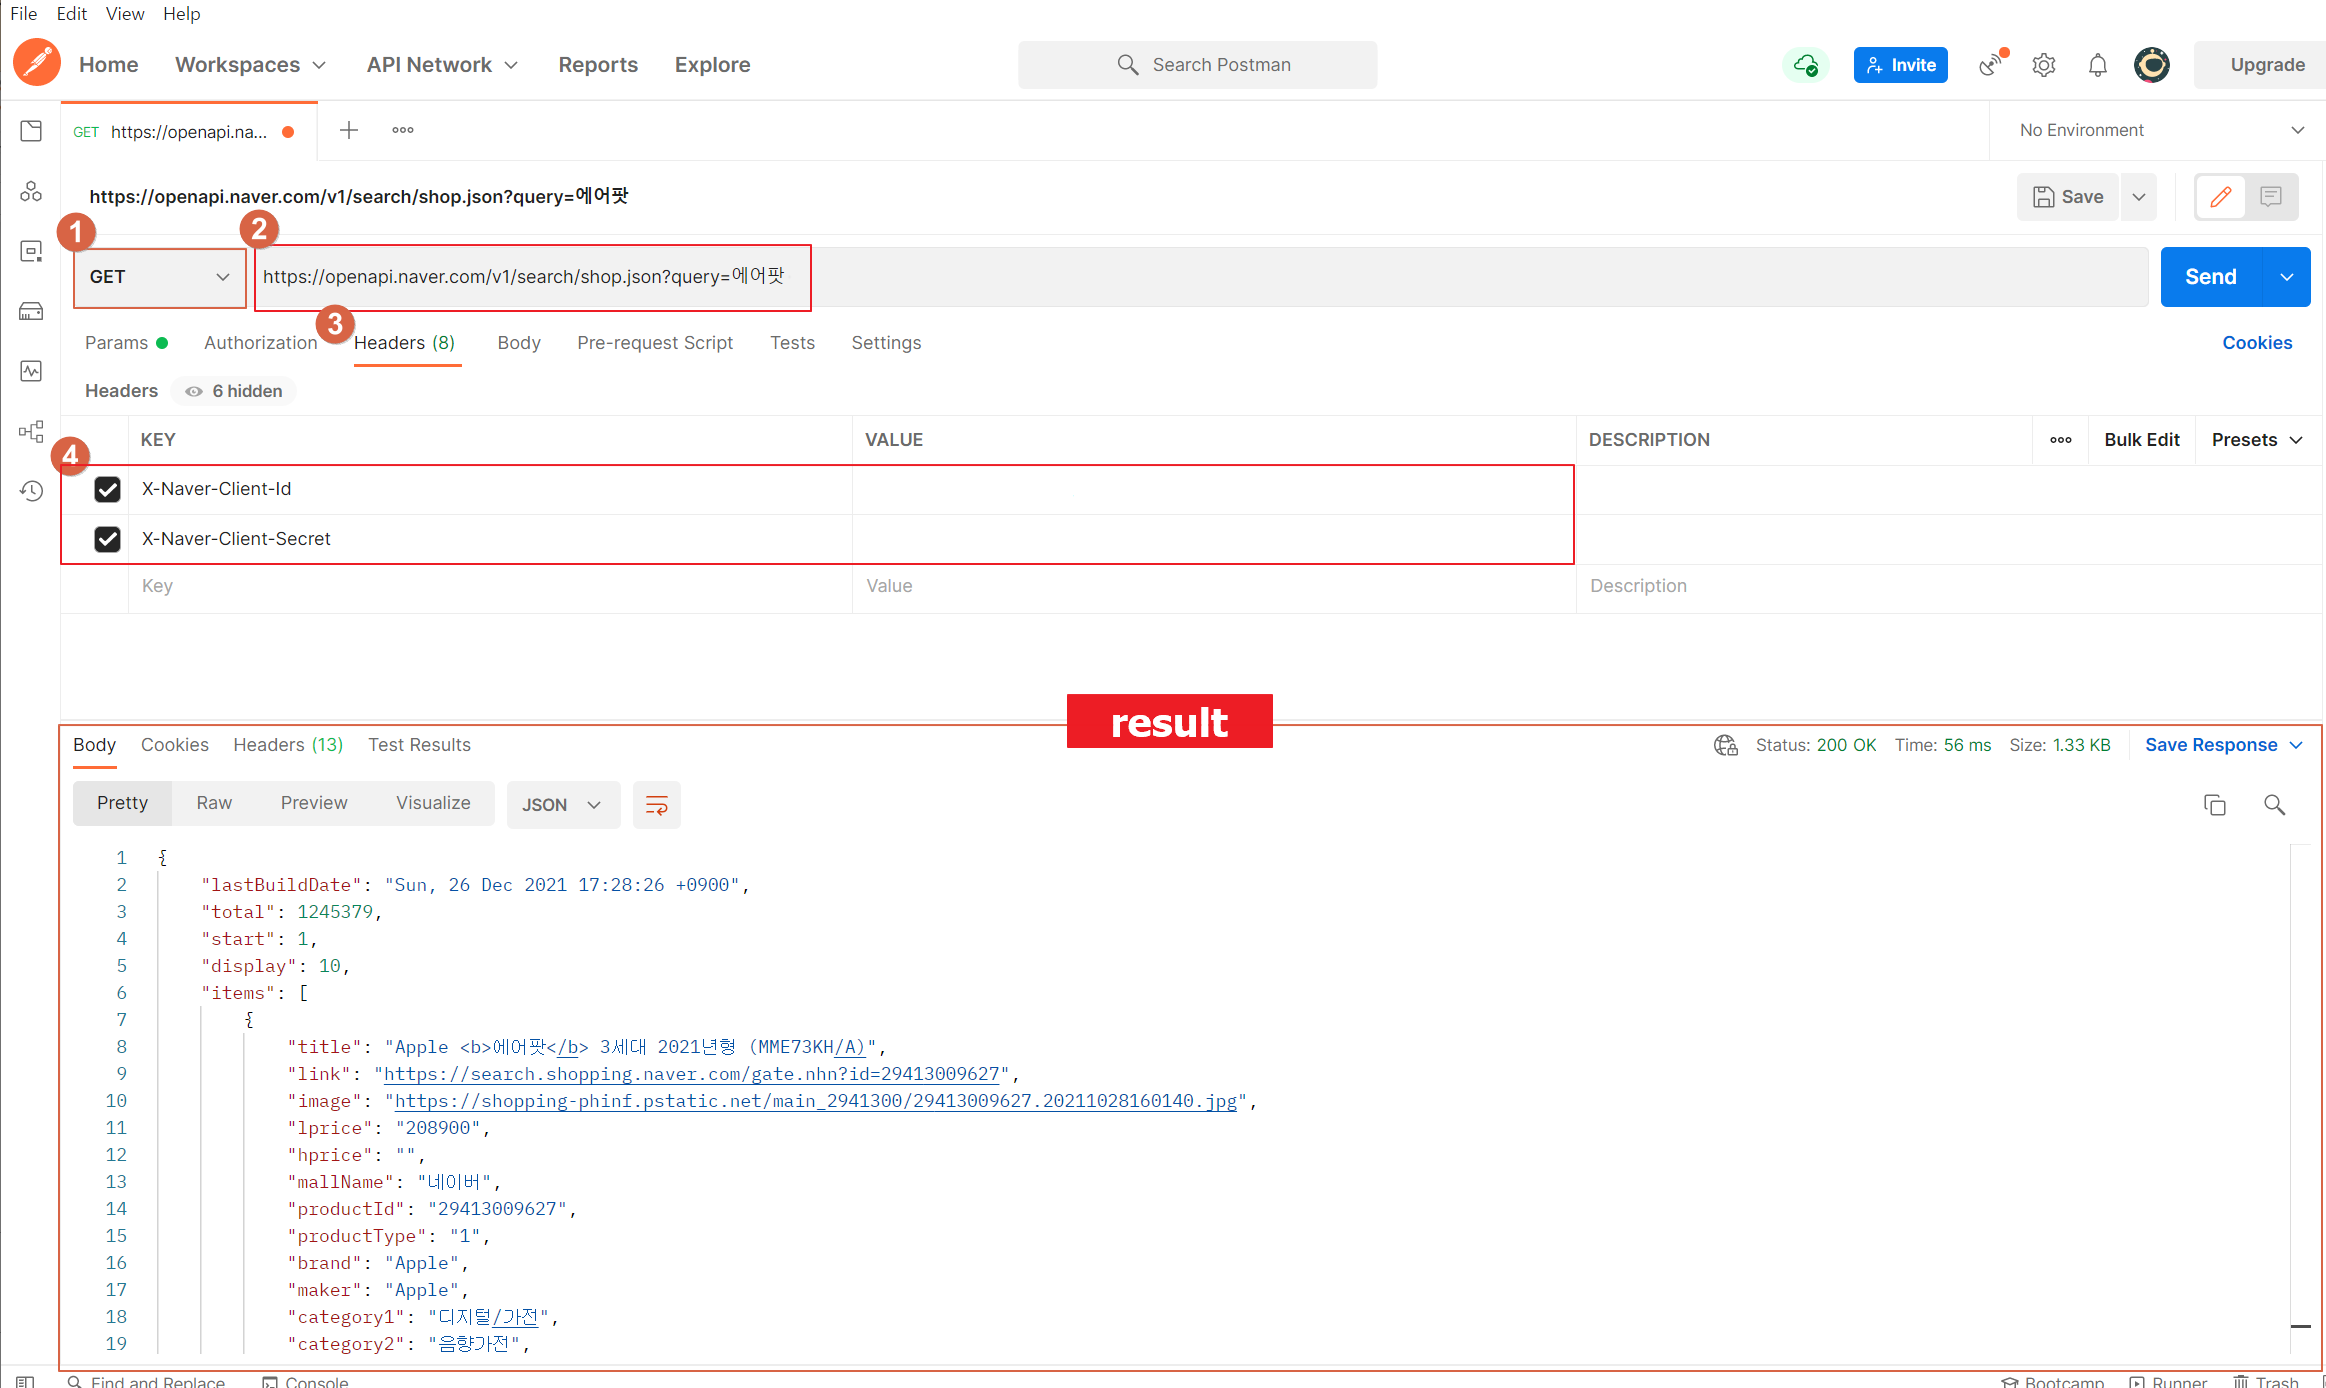 File Edit View Help
Home Workspaces API Network Reports Explore Search Postman Invite Upgrade
GET https://openapi.na... No Environment
https://openapi.naver.com/v1/search/shop.json?query=에어팟 Save
1 2
GET https://openapi.naver.com/v1/search/shop.json?query=에어팟 Send
3
Params Authorization Headers (8) Body Pre-request Script Tests Settings Cookies
Headers 6 hidden
KEY VALUE DESCRIPTION Bulk Edit Presets
4
X-Naver-Client-Id
X-Naver-Client-Secret
Key Value Description
result
Body Cookies Headers (13) Test Results Status: 200 OK Time: 56 ms Size: 1.33 KB Save Response
Pretty Raw Preview Visualize JSON
1 {
2 "lastBuildDate": "Sun, 26 Dec 2021 17:28:26 +0900",
3 "total": 1245379,
4 "start": 1,
5 "display": 10,
6 "items": [
7 {
8 "title": "Apple <b>에어팟</b> 3세대 2021년형 (MME73KH/A)",
9 "link": "https://search.shopping.naver.com/gate.nhn?id=29413009627",
10 "image": "https://shopping-phinf.pstatic.net/main_2941300/29413009627.20211028160140.jpg",
11 "lprice": "208900",
12 "hprice": "",
13 "mallName": "네이버",
14 "productId": "29413009627",
15 "productType": "1",
16 "brand": "Apple",
17 "maker": "Apple",
18 "category1": "디지털/가전",
19 "category2": "음향가전",
Find and Replace Console Bootcamp Runner Trash